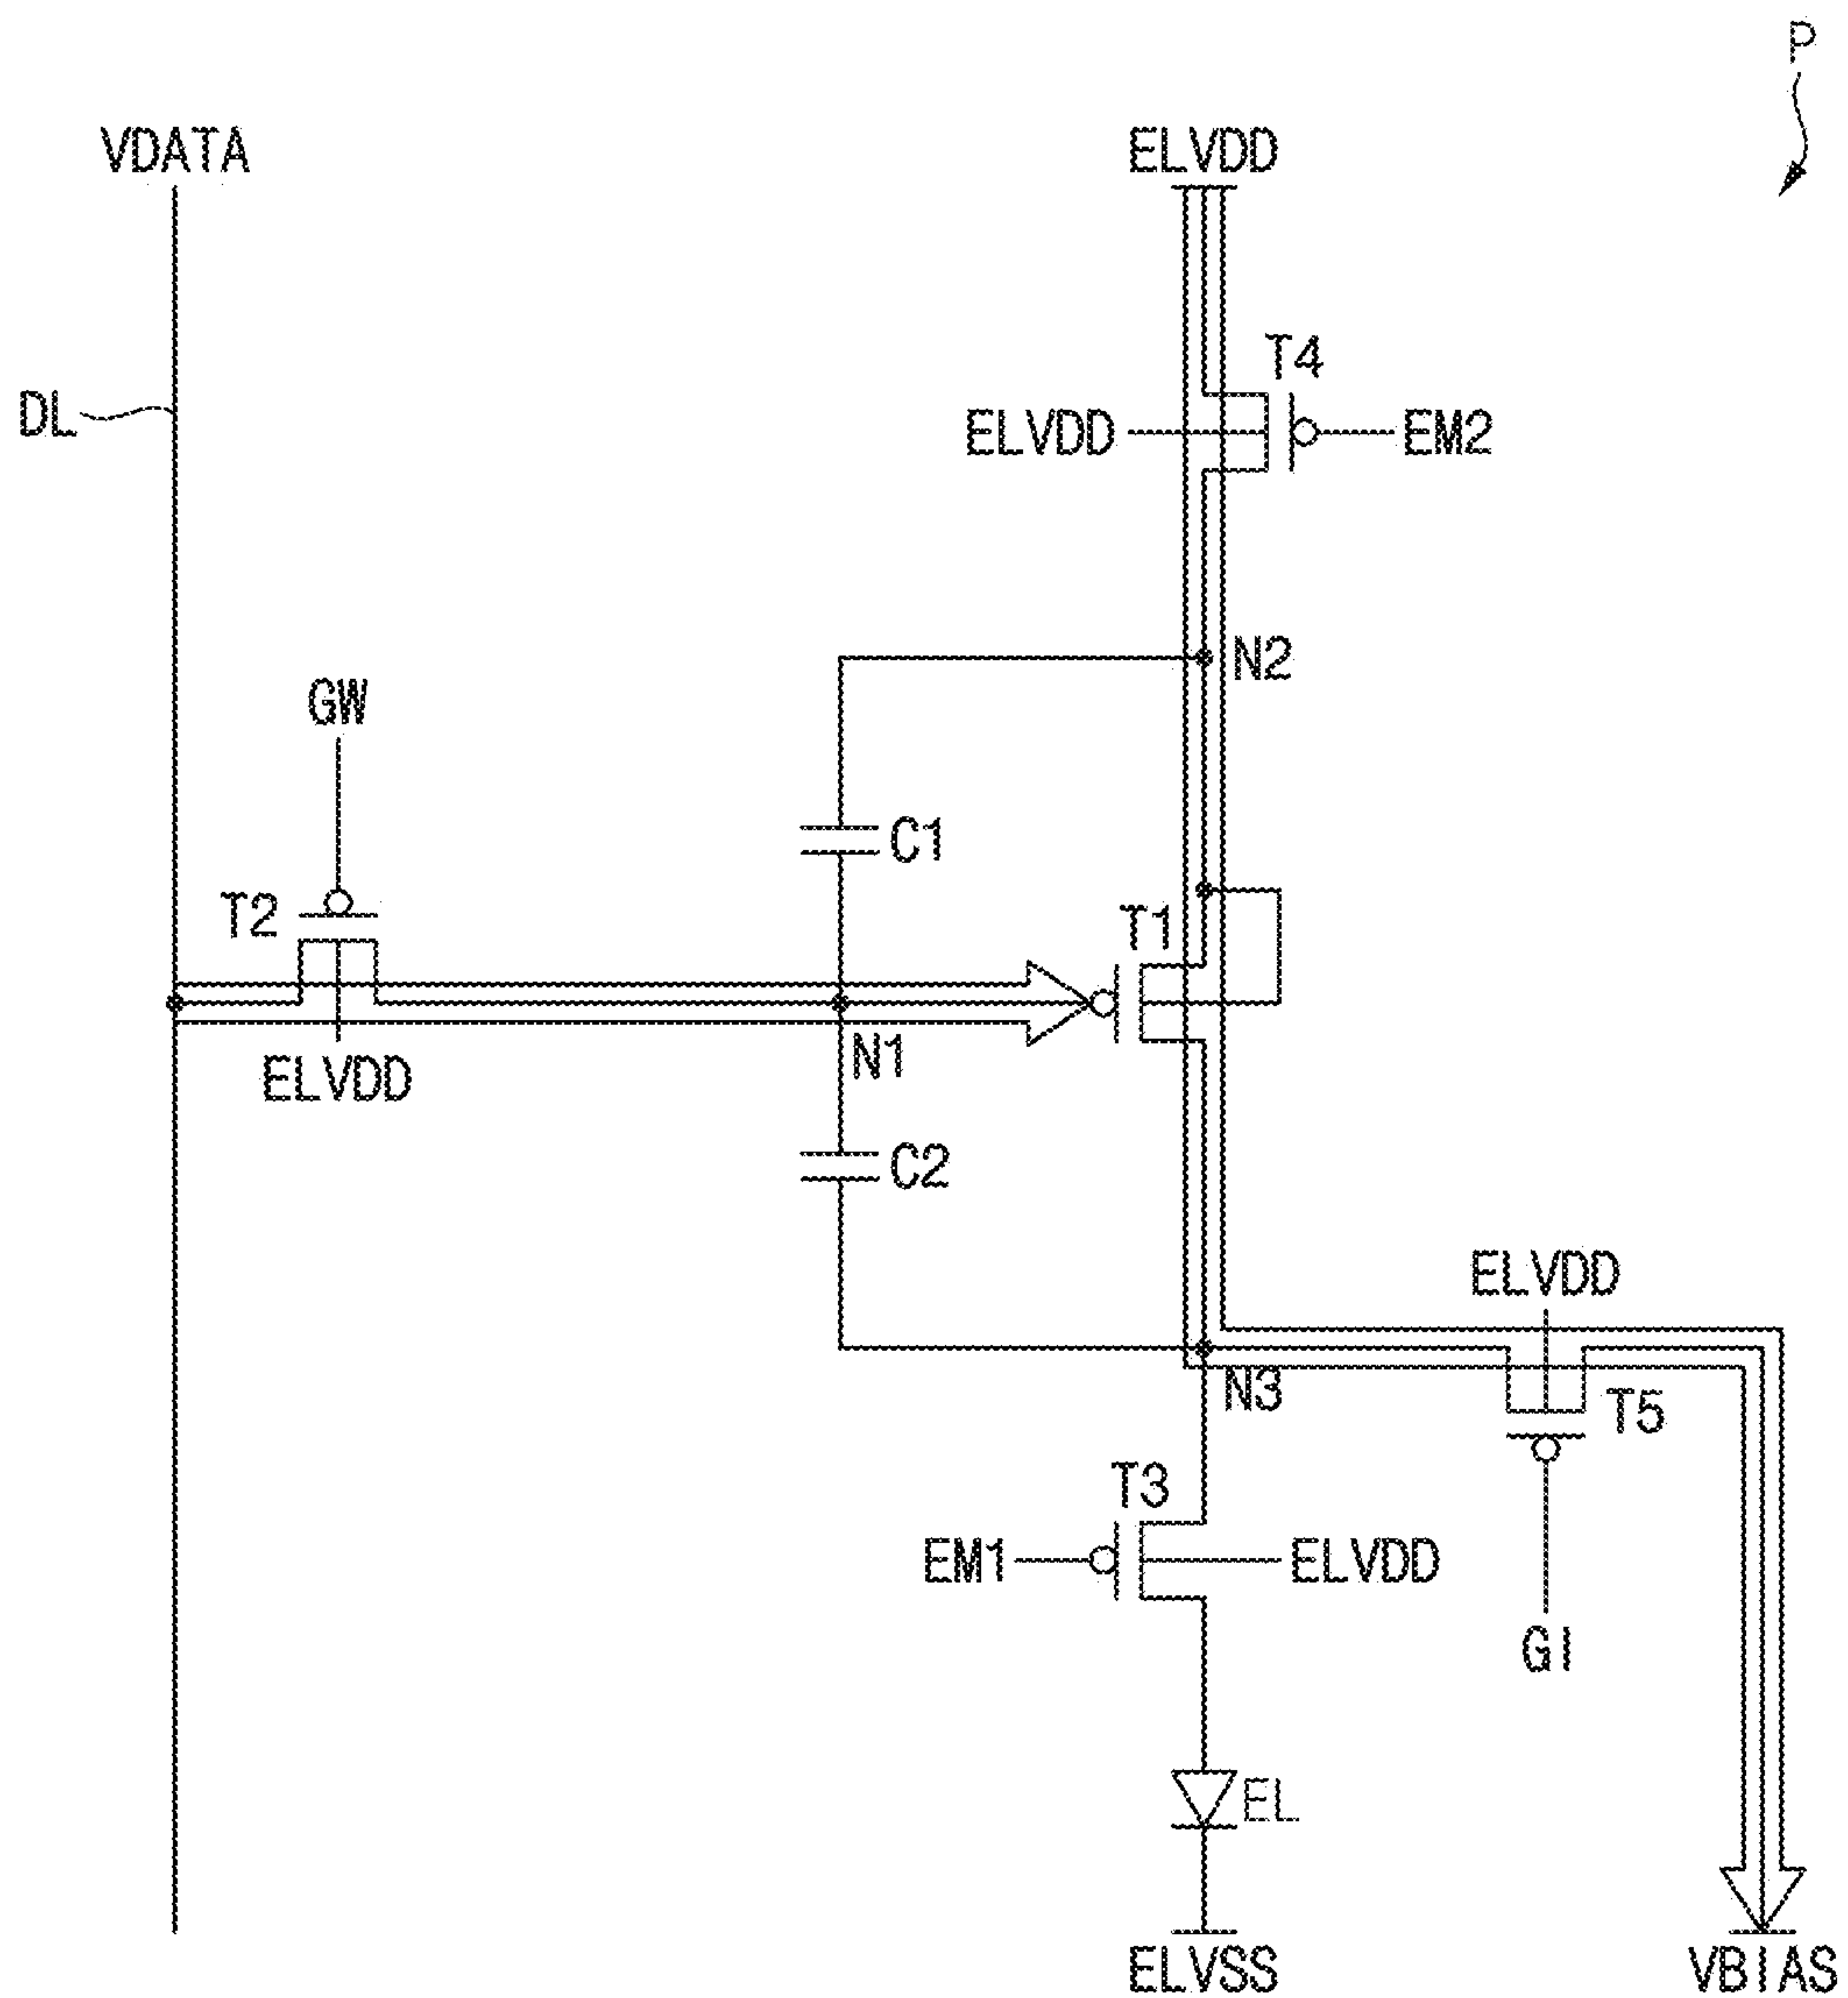 P
VDATA
ELVDD
T4
DL
ELVDD
EM2
N2
GW
C1
T2
T1
N1
ELVDD
C2
ELVDD
N3
T5
T3
EM1
ELVDD
GI
EL
ELVSS
VBIAS